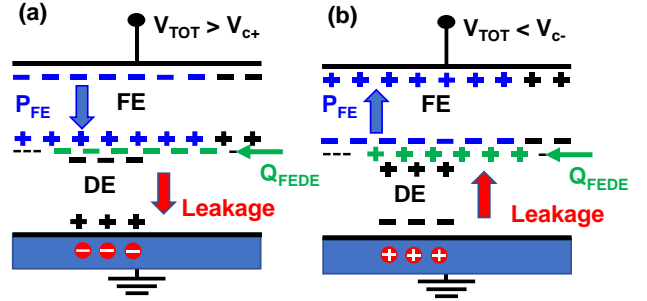 (a)
V_TOT > V_c+
P_FE
FE
DE
Q_FEDE
Leakage
(b)
V_TOT < V_c-
P_FE
FE
DE
Q_FEDE
Leakage